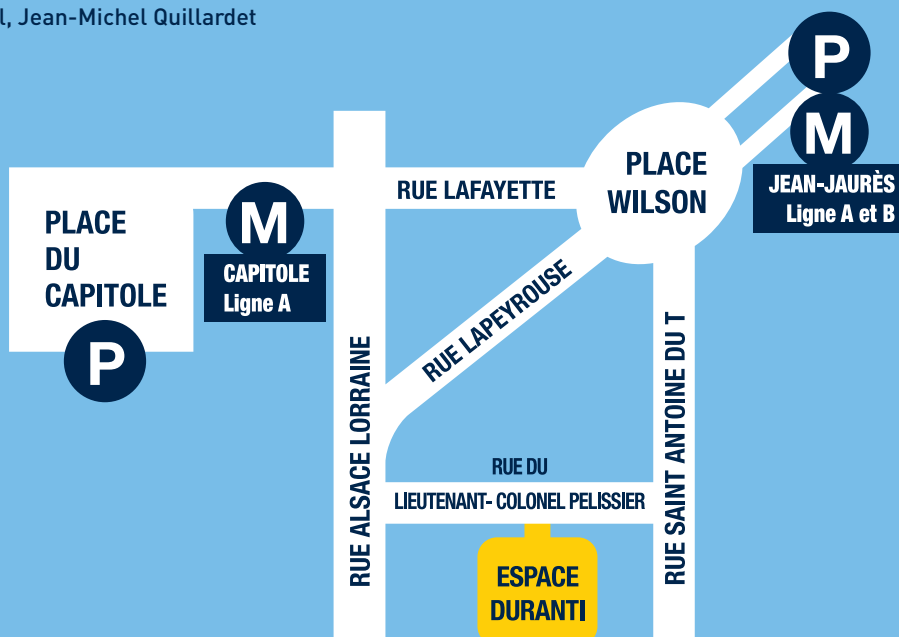 l, Jean-Michel Quillardet
P
M
JEAN-JAURÈS
Ligne A et B
PLACE
WILSON
RUE LAFAYETTE
M
CAPITOLE
Ligne A
PLACE
DU
CAPITOLE
P
RUE LAPEYROUSE
RUE ALSACE LORRAINE
RUE SAINT ANTOINE DU T
RUE DU
LIEUTENANT- COLONEL PELISSIER
ESPACE
DURANTI